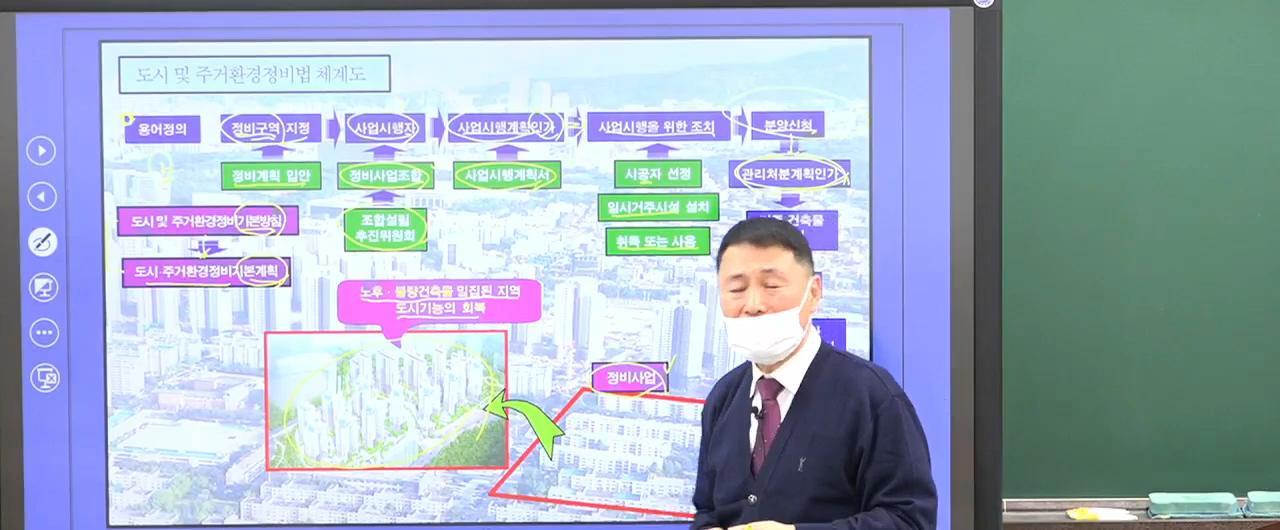 도시 및 주거환경정비법 체계도
용어정의
정비구역 지정
사업시행자
사업시행계획인가
사업시행을 위한 조치
분양신청
정비계획 입안
정비사업조합
사업시행계획서
시공자 선정
관리처분계획인가
도시 및 주거환경정비기본방침
조합설립
추진위원회
임시거주시설 설치
건축물
취득 또는 사용
도시·주거환경정비기본계획
노후·불량건축물 밀집된 지역
도시기능의 회복
정비사업